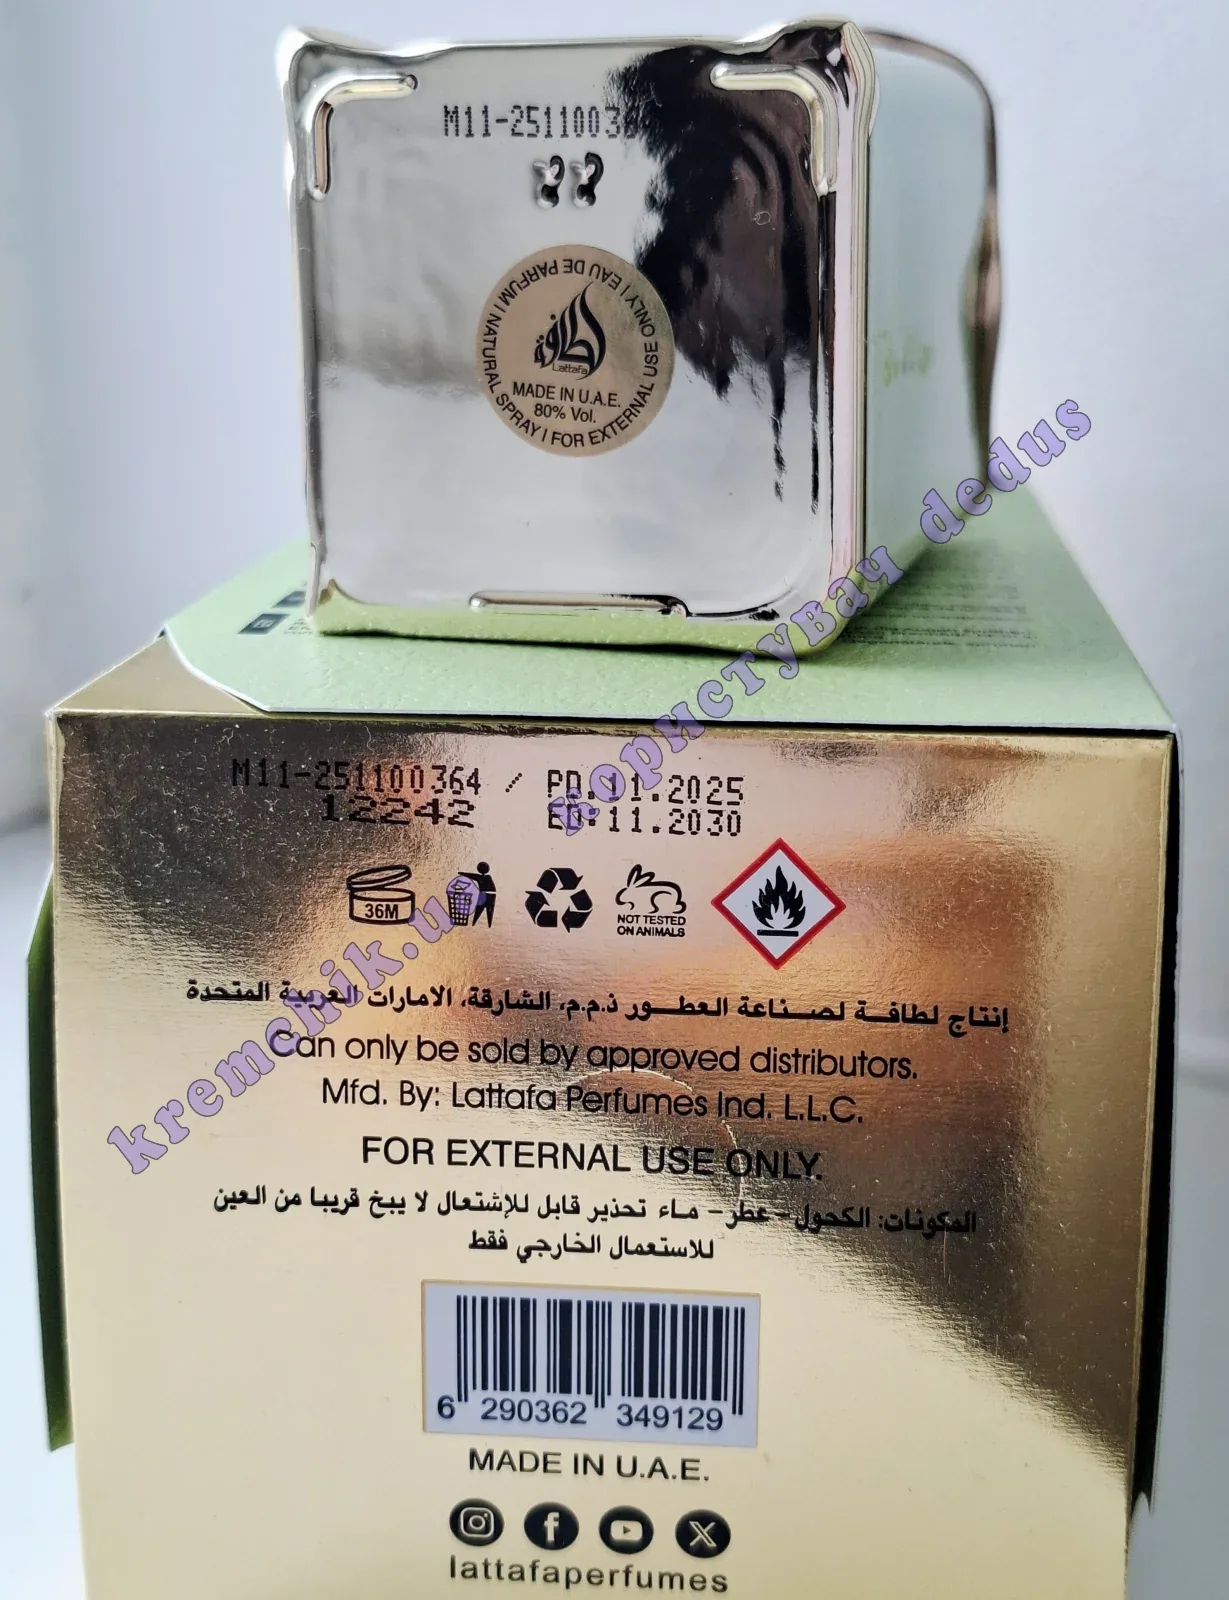 M11-2511003
EAU DE PARFUM | NATURAL SPRAY | FOR EXTERNAL USE ONLY |
لطافة
Lattafa
MADE IN U.A.E.
80% Vol.
M11-251100364 / PD.11.2025
12242 ED:11.2030
36M
NOT TESTED
ON ANIMALS
إنتاج لطافة لصناعة العطور ذ.م.م، الشارقة، الامارات العربية المتحدة
Can only be sold by approved distributors.
Mfd. By: Lattafa Perfumes Ind. L.L.C.
FOR EXTERNAL USE ONLY.
المكونات: الكحول - عطر - ماء تحذير قابل للإشتعال لا يبخ قريبا من العين
للاستعمال الخارجي فقط
6 290362 349129
MADE IN U.A.E.
lattafaperfumes
kremchik.ua користувач dedus